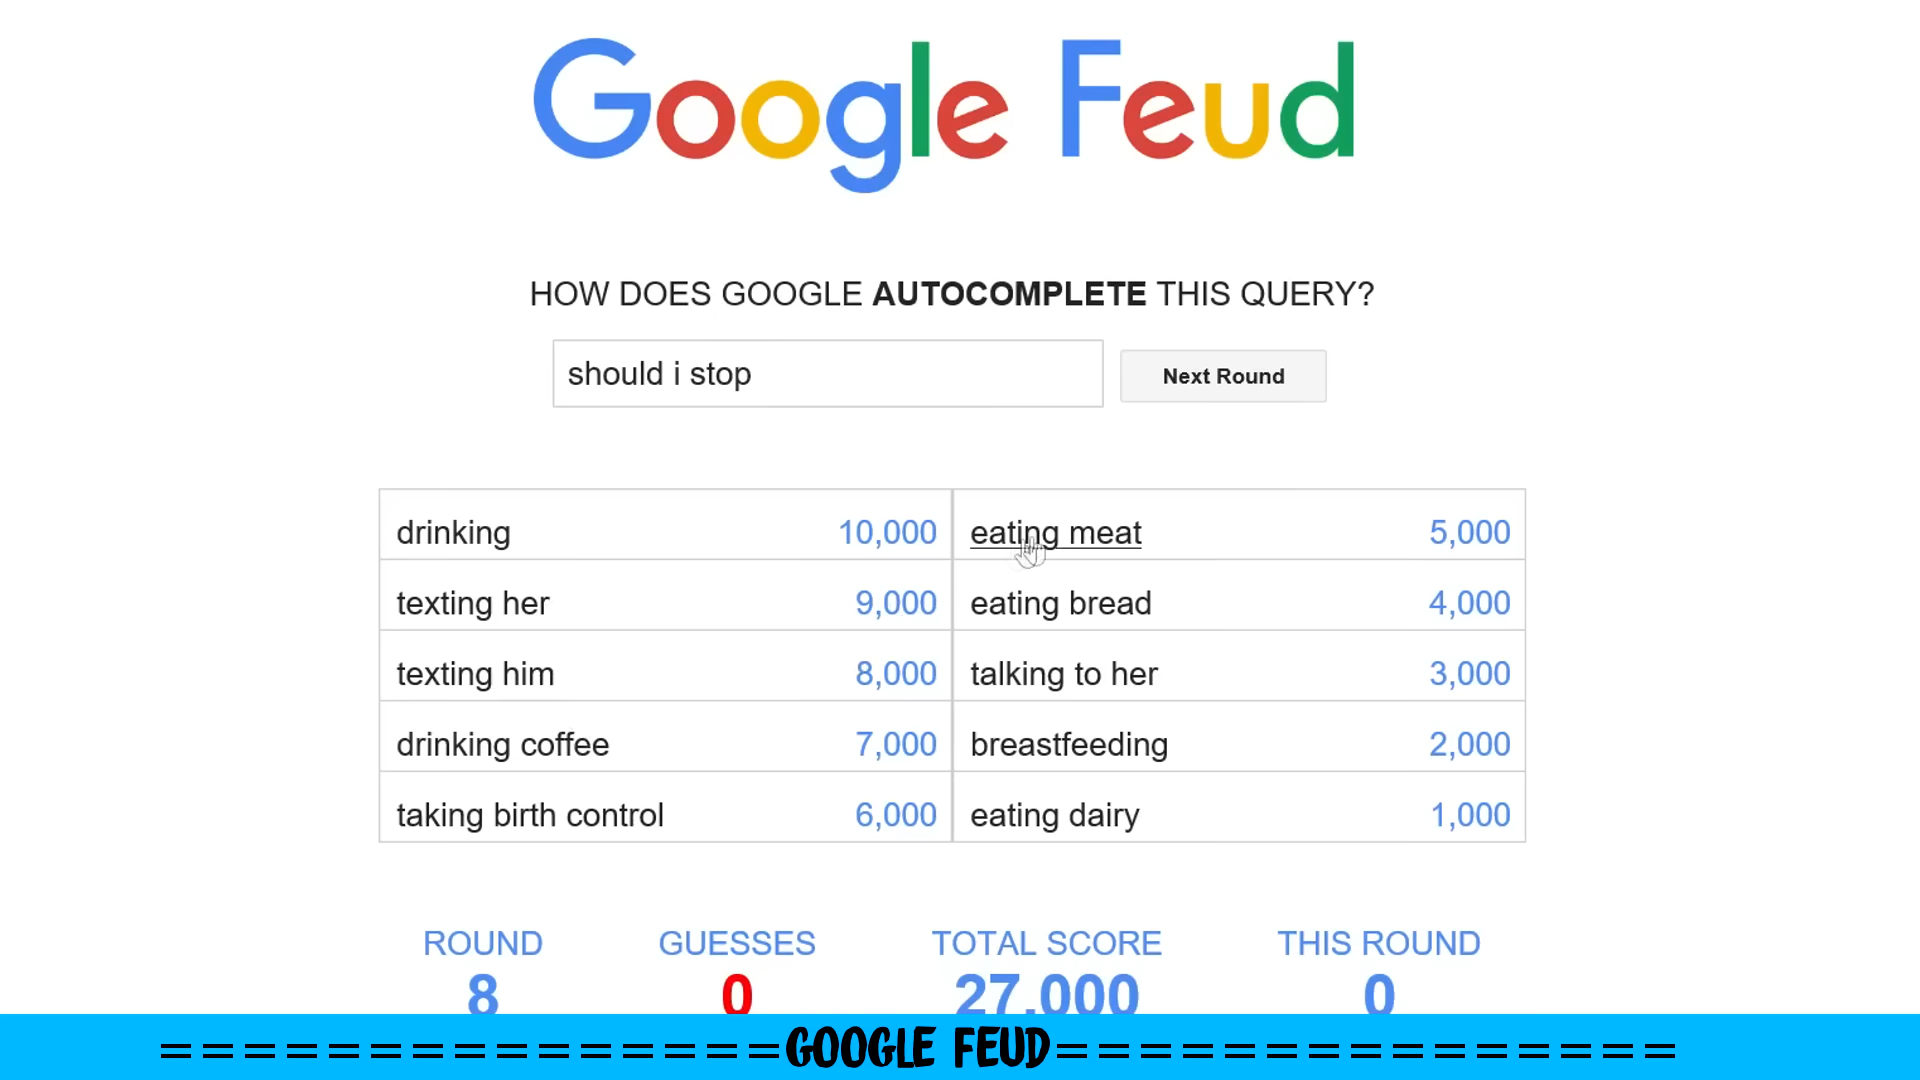 Google Feud
HOW DOES GOOGLE AUTOCOMPLETE THIS QUERY?
should i stop
Next Round
drinking 10,000
eating meat 5,000
texting her 9,000
eating bread 4,000
texting him 8,000
talking to her 3,000
drinking coffee 7,000
breastfeeding 2,000
taking birth control 6,000
eating dairy 1,000
ROUND GUESSES TOTAL SCORE THIS ROUND
8 0 27,000 0
===============GOOGLE FEUD===============